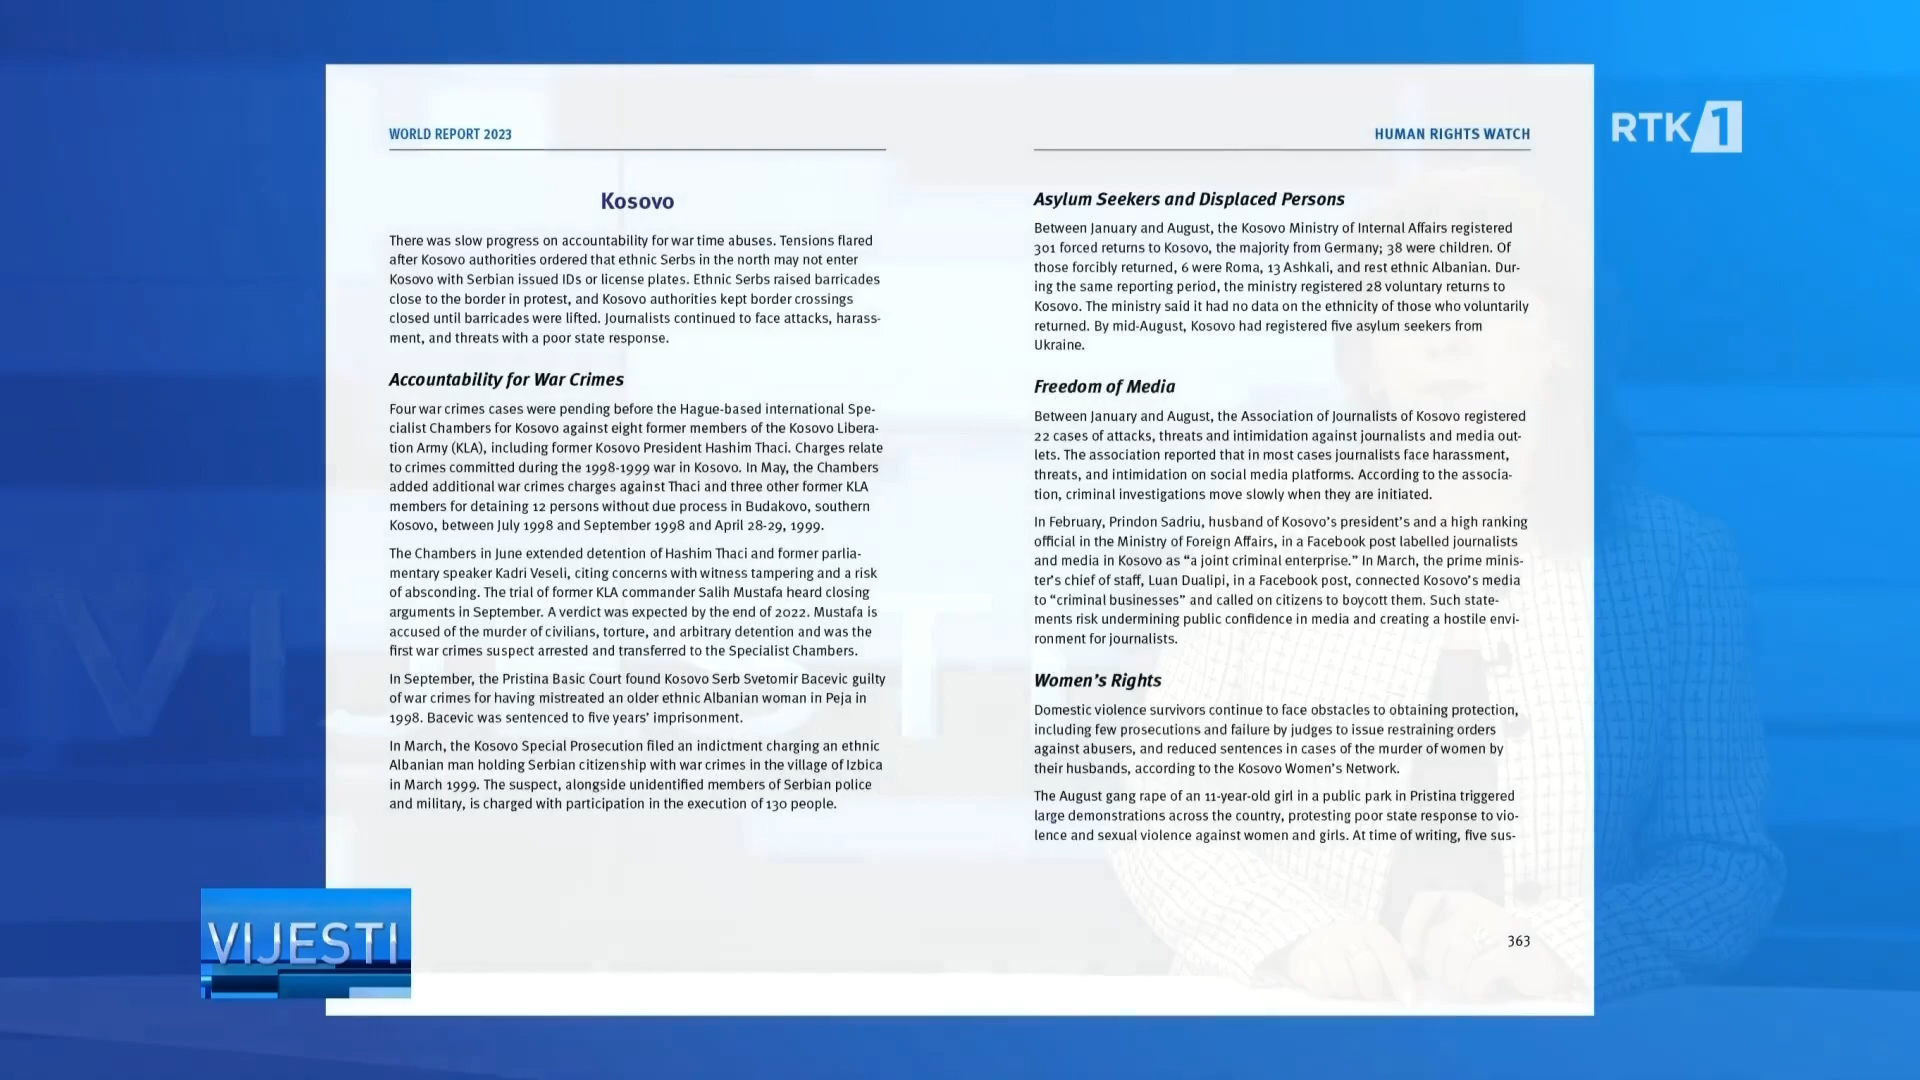 WORLD REPORT 2023
Kosovo
There was slow progress on accountability for war time abuses. Tensions flared
after Kosovo authorities ordered that ethnic Serbs in the north may not enter
Kosovo with Serbian issued IDs or license plates. Ethnic Serbs raised barricades
close to the border in protest, and Kosovo authorities kept border crossings
closed until barricades were lifted. Journalists continued to face attacks, harass-
ment, and threats with a poor state response.
Accountability for War Crimes
Four war crimes cases were pending before the Hague-based international Spe-
cialist Chambers for Kosovo against eight former members of the Kosovo Libera-
tion Army (KLA), including former Kosovo President Hashim Thaci. Charges relate
to crimes committed during the 1998-1999 war in Kosovo. In May, the Chambers
added additional war crimes charges against Thaci and three other former KLA
members for detaining 12 persons without due process in Budakovo, southern
Kosovo, between July 1998 and September 1998 and April 28-29, 1999.
The Chambers in June extended detention of Hashim Thaci and former parlia-
mentary speaker Kadri Veseli, citing concerns with witness tampering and a risk
of absconding. The trial of former KLA commander Salih Mustafa heard closing
arguments in September. A verdict was expected by the end of 2022. Mustafa is
accused of the murder of civilians, torture, and arbitrary detention and was the
first war crimes suspect arrested and transferred to the Specialist Chambers.
In September, the Pristina Basic Court found Kosovo Serb Svetomir Bacevic guilty
of war crimes for having mistreated an older ethnic Albanian woman in Peja in
1998. Bacevic was sentenced to five years' imprisonment.
In March, the Kosovo Special Prosecution filed an indictment charging an ethnic
Albanian man holding Serbian citizenship with war crimes in the village of Izbica
in March 1999. The suspect, alongside unidentified members of Serbian police
and military, is charged with participation in the execution of 130 people.
HUMAN RIGHTS WATCH
Asylum Seekers and Displaced Persons
Between January and August, the Kosovo Ministry of Internal Affairs registered
301 forced returns to Kosovo, the majority from Germany; 38 were children. Of
those forcibly returned, 6 were Roma, 13 Ashkali, and rest ethnic Albanian. Dur-
ing the same reporting period, the ministry registered 28 voluntary returns to
Kosovo. The ministry said it had no data on the ethnicity of those who voluntarily
returned. By mid-August, Kosovo had registered five asylum seekers from
Ukraine.
Freedom of Media
Between January and August, the Association of Journalists of Kosovo registered
22 cases of attacks, threats and intimidation against journalists and media out-
lets. The association reported that in most cases journalists face harassment,
threats, and intimidation on social media platforms. According to the associa-
tion, criminal investigations move slowly when they are initiated.
In February, Prindon Sadriu, husband of Kosovo's president's and a high ranking
official in the Ministry of Foreign Affairs, in a Facebook post labelled journalists
and media in Kosovo as “a joint criminal enterprise.” In March, the prime minis-
ter's chief of staff, Luan Dualipi, in a Facebook post, connected Kosovo's media
to “criminal businesses” and called on citizens to boycott them. Such state-
ments risk undermining public confidence in media and creating a hostile envi-
ronment for journalists.
Women's Rights
Domestic violence survivors continue to face obstacles to obtaining protection,
including few prosecutions and failure by judges to issue restraining orders
against abusers, and reduced sentences in cases of the murder of women by
their husbands, according to the Kosovo Women's Network.
The August gang rape of an 11-year-old girl in a public park in Pristina triggered
large demonstrations across the country, protesting poor state response to vio-
lence and sexual violence against women and girls. At time of writing, five sus-
363
RTK 1
VIJESTI
VIJESTI